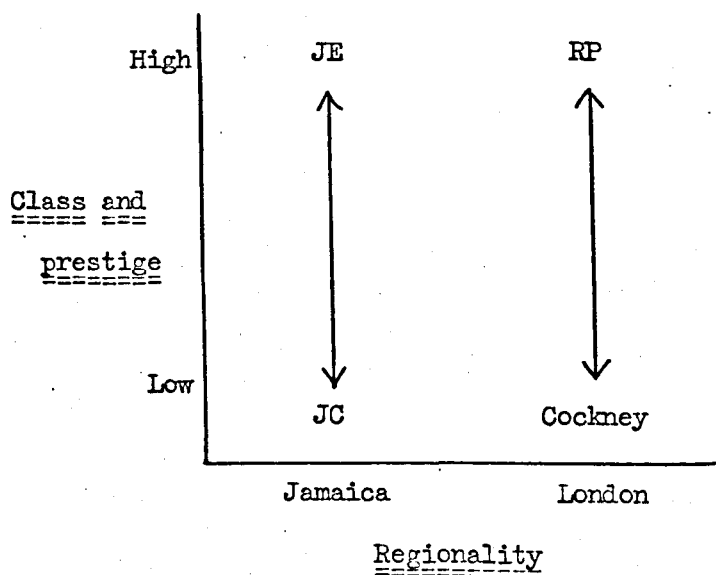 High JE RP
Class and
prestige
Low
JC Cockney
Jamaica London
Regionality